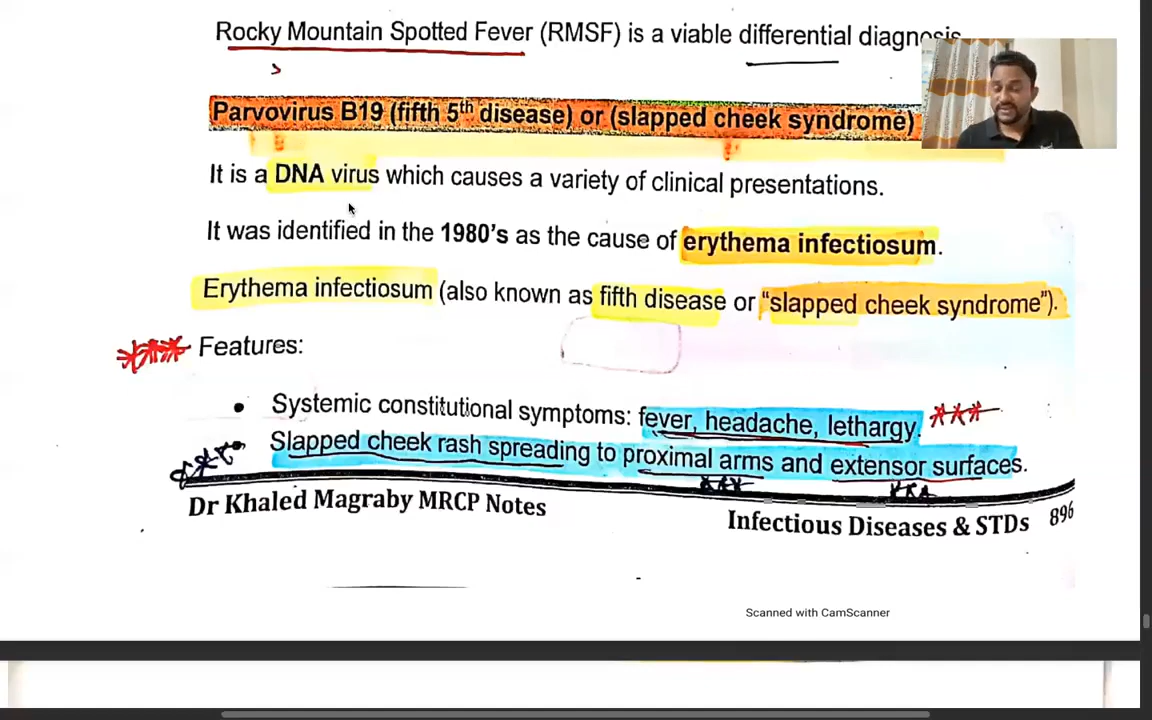 Rocky Mountain Spotted Fever (RMSF) is a viable differential diagnosis
Parvovirus B19 (fifth 5th disease) or (slapped cheek syndrome)
It is a DNA virus which causes a variety of clinical presentations.
It was identified in the 1980's as the cause of erythema infectiosum.
Erythema infectiosum (also known as fifth disease or "slapped cheek syndrome").
Features:
• Systemic constitutional symptoms: fever, headache, lethargy.
Slapped cheek rash spreading to proximal arms and extensor surfaces.
Dr Khaled Magraby MRCP Notes
Infectious Diseases & STDs 896
Scanned with CamScanner